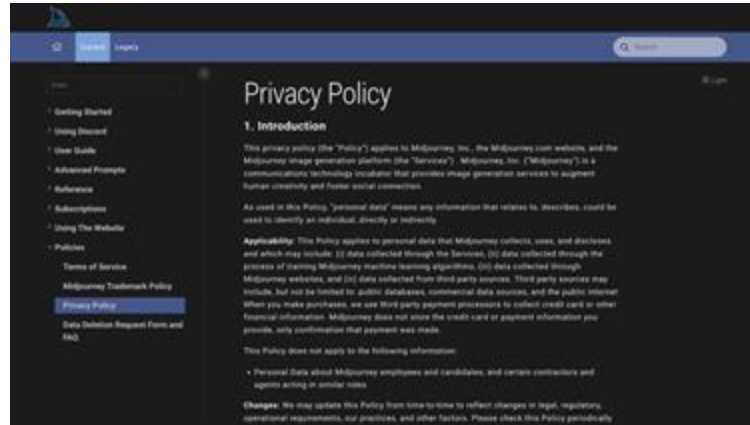 Current Legacy
Search
Light
Filter
Getting Started
Using Discord
User Guide
Advanced Prompts
Reference
Subscriptions
Using The Website
Policies
Terms of Service
Midjourney Trademark Policy
Privacy Policy
Data Deletion Request Form and
FAQ
Privacy Policy
1. Introduction
This privacy policy (the "Policy") applies to Midjourney, Inc., the Midjourney.com website, and the
Midjourney image generation platform (the "Services") . Midjourney, Inc. ("Midjourney") is a
communications technology incubator that provides image generation services to augment
human creativity and foster social connection.
As used in this Policy, "personal data" means any information that relates to, describes, could be
used to identify an individual, directly or indirectly.
Applicability: This Policy applies to personal data that Midjourney collects, uses, and discloses
and which may include: (i) data collected through the Services, (ii) data collected through the
process of training Midjourney machine learning algorithms, (iii) data collected through
Midjourney websites, and (iv) data collected from third party sources. Third party sources may
include, but not be limited to: public databases, commercial data sources, and the public internet
When you make purchases, we use third party payment processors to collect credit card or other
financial information. Midjourney does not store the credit card or payment information you
provide, only confirmation that payment was made.
This Policy does not apply to the following information:
• Personal Data about Midjourney employees and candidates, and certain contractors and
agents acting in similar roles.
Changes: We may update this Policy from time-to-time to reflect changes in legal, regulatory,
operational requirements, our practices, and other factors. Please check this Policy periodically